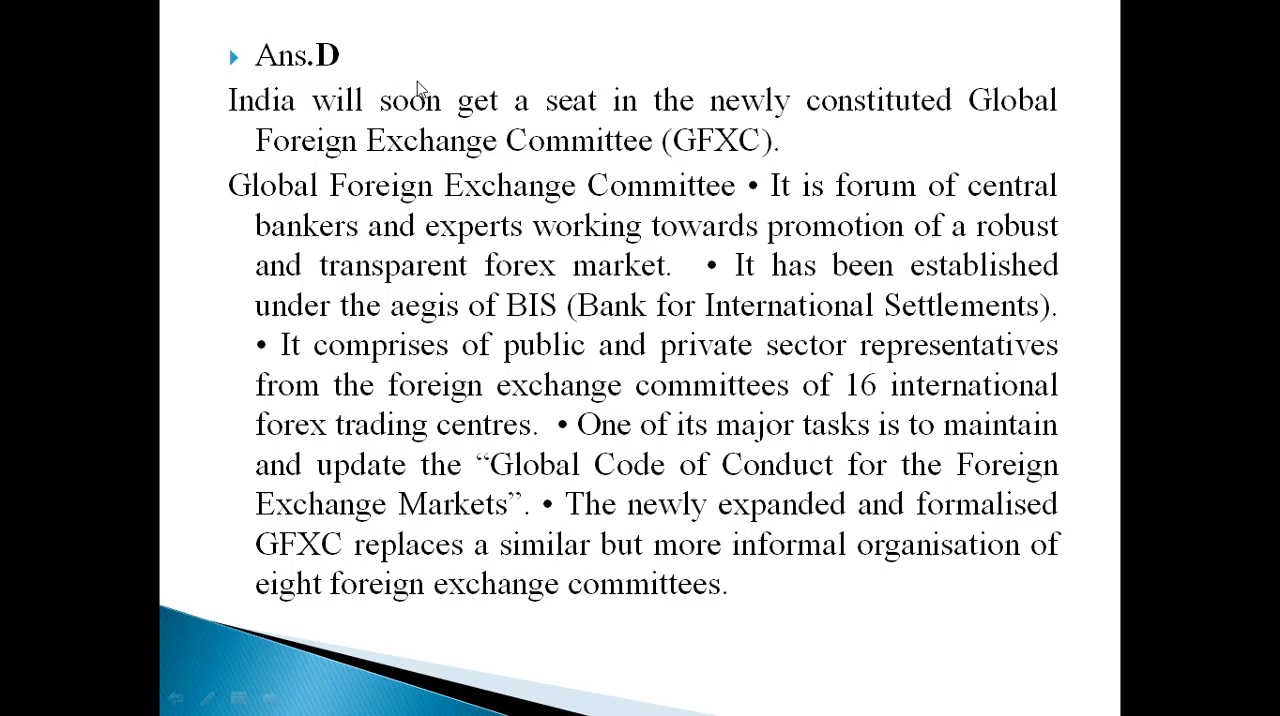 Ans.D
India will soon get a seat in the newly constituted Global
Foreign Exchange Committee (GFXC).
Global Foreign Exchange Committee • It is forum of central
bankers and experts working towards promotion of a robust
and transparent forex market. • It has been established
under the aegis of BIS (Bank for International Settlements).
• It comprises of public and private sector representatives
from the foreign exchange committees of 16 international
forex trading centres. • One of its major tasks is to maintain
and update the “Global Code of Conduct for the Foreign
Exchange Markets”. • The newly expanded and formalised
GFXC replaces a similar but more informal organisation of
eight foreign exchange committees.